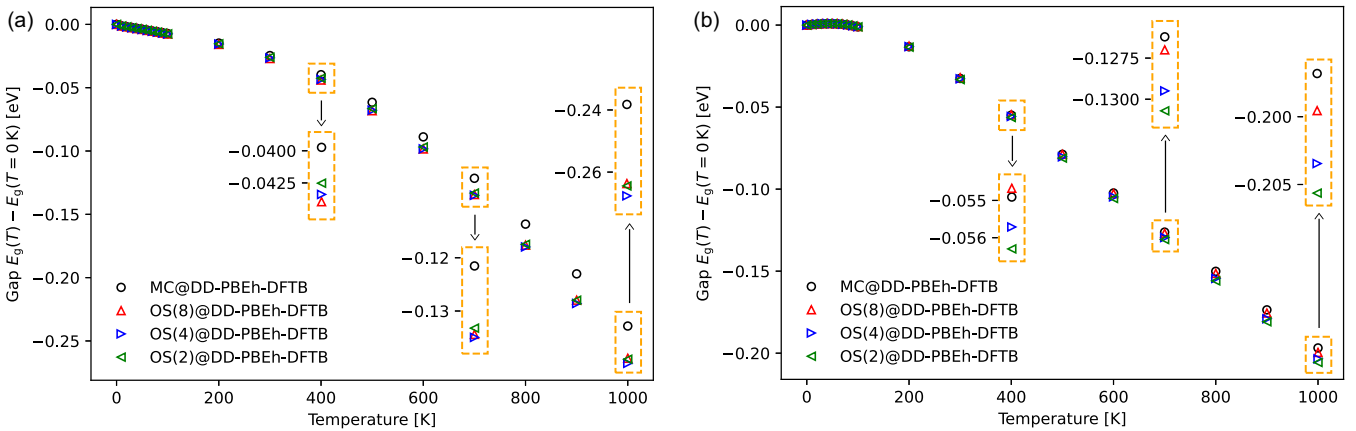 (a)
Gap Eg(T) − Eg(T = 0 K) [eV]
0.00
−0.05
−0.10
−0.15
−0.20
−0.25
−0.0400
−0.0425
−0.12
−0.13
−0.24
−0.26
MC@DD-PBEh-DFTB
OS(8)@DD-PBEh-DFTB
OS(4)@DD-PBEh-DFTB
OS(2)@DD-PBEh-DFTB
0 200 400 600 800 1000
Temperature [K]
(b)
Gap Eg(T) − Eg(T = 0 K) [eV]
0.00
−0.05
−0.10
−0.15
−0.20
−0.055
−0.056
−0.1275
−0.1300
−0.200
−0.205
MC@DD-PBEh-DFTB
OS(8)@DD-PBEh-DFTB
OS(4)@DD-PBEh-DFTB
OS(2)@DD-PBEh-DFTB
0 200 400 600 800 1000
Temperature [K]